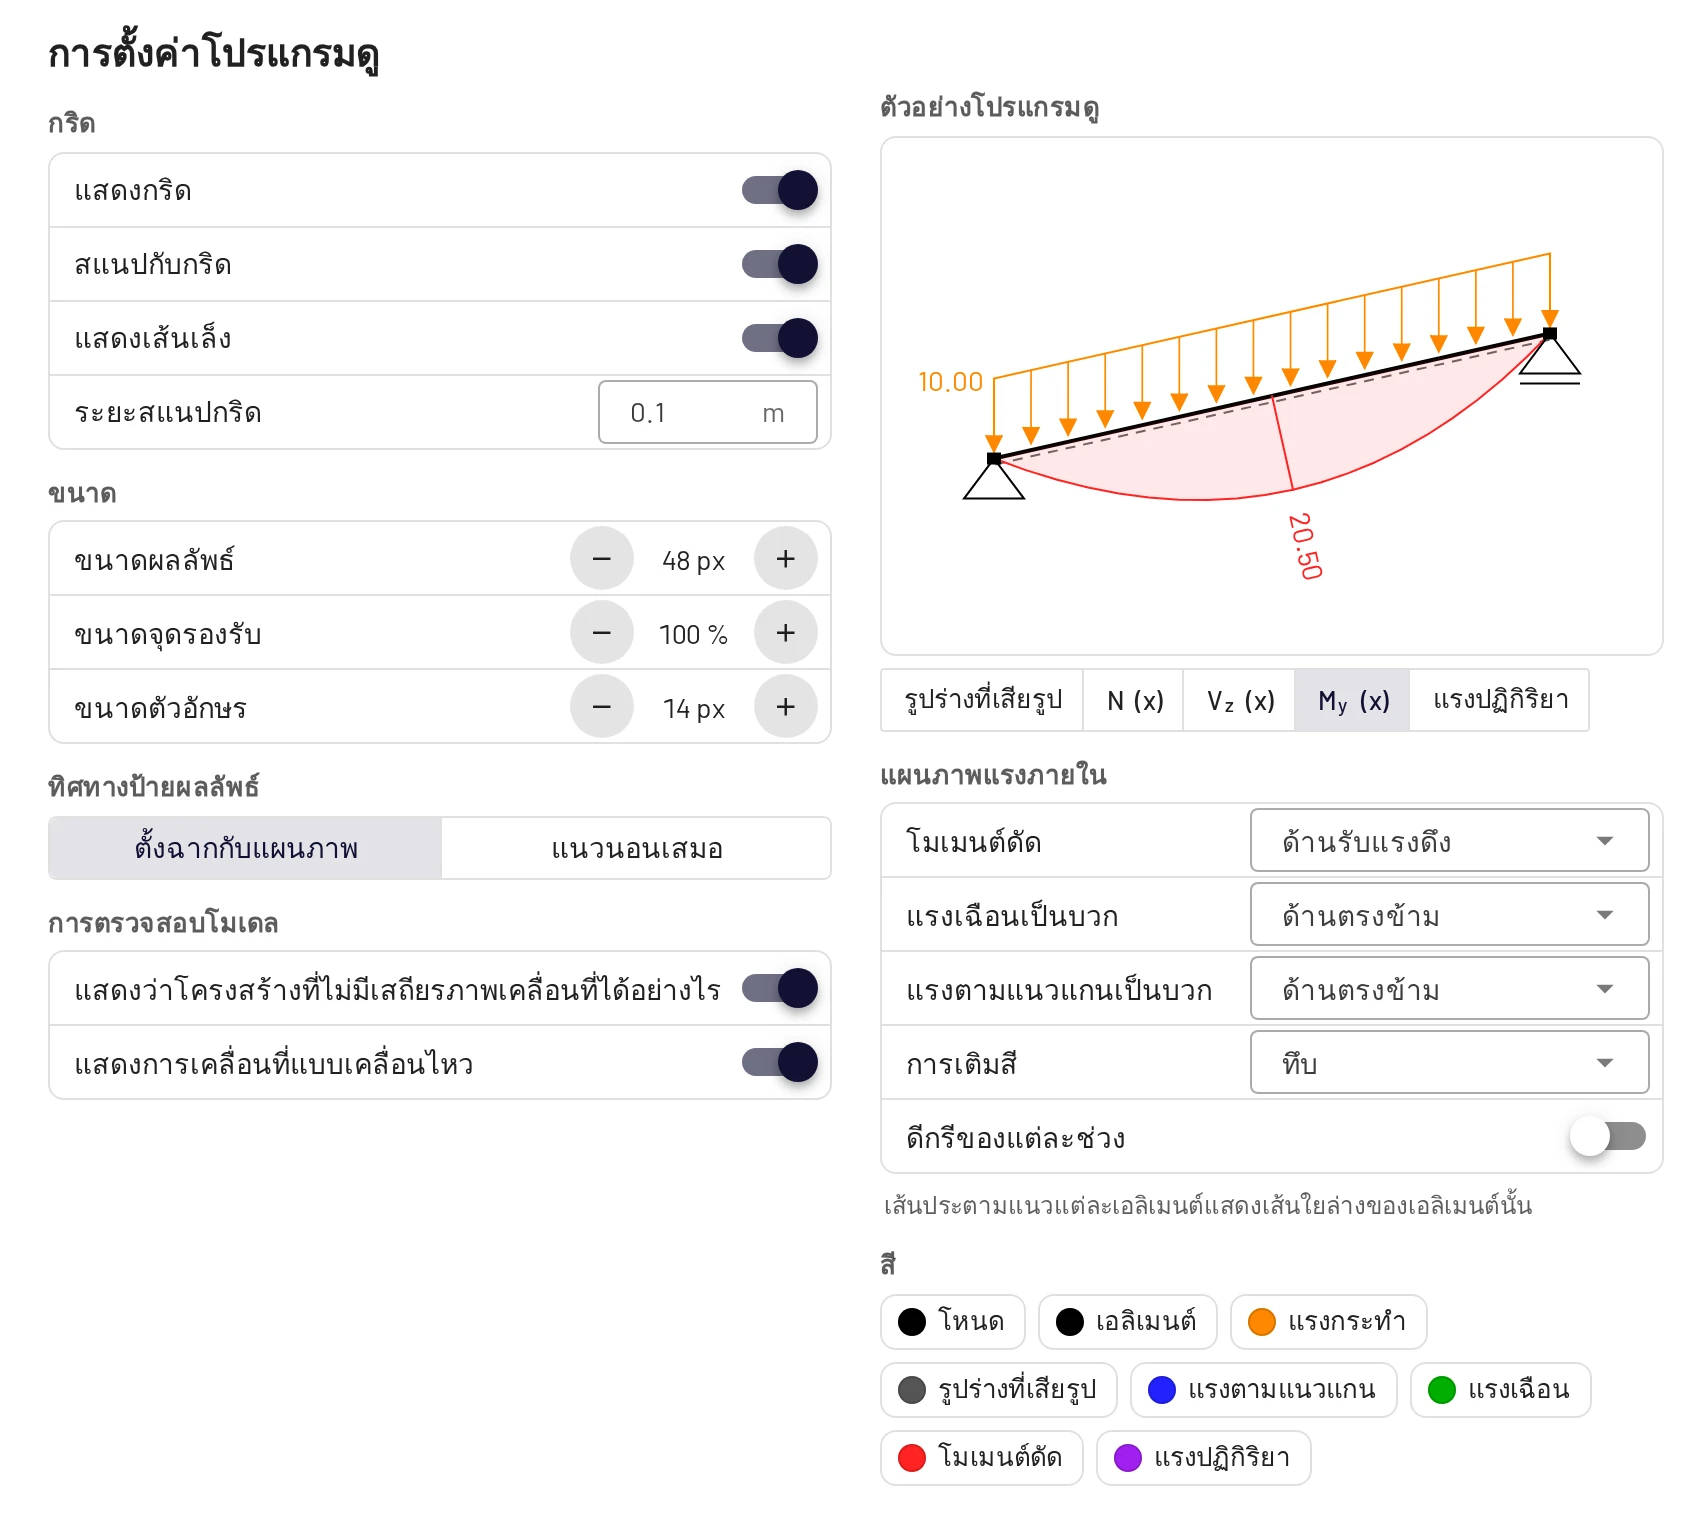 การตั้งค่าโปรแกรมดู
กริด
แสดงกริด
สแนปกับกริด
แสดงเส้นเล็ง
ระยะสแนปกริด 0.1 m
ขนาด
ขนาดผลลัพธ์ − 48 px +
ขนาดจุดรองรับ − 100 % +
ขนาดตัวอักษร − 14 px +
ทิศทางป้ายผลลัพธ์
ตั้งฉากกับแผนภาพ แนวนอนเสมอ
การตรวจสอบโมเดล
แสดงว่าโครงสร้างที่ไม่มีเสถียรภาพเคลื่อนที่ได้อย่างไร
แสดงการเคลื่อนที่แบบเคลื่อนไหว
ตัวอย่างโปรแกรมดู
10.00
20.50
รูปร่างที่เสียรูป N (x) Vz (x) My (x) แรงปฏิกิริยา
แผนภาพแรงภายใน
โมเมนต์ดัด ด้านรับแรงดึง
แรงเฉือนเป็นบวก ด้านตรงข้าม
แรงตามแนวแกนเป็นบวก ด้านตรงข้าม
การเติมสี ทึบ
ดีกรีของแต่ละช่วง
เส้นประตามแนวแต่ละเอลิเมนต์แสดงเส้นใยล่างของเอลิเมนต์นั้น
สี
โหนด เอลิเมนต์ แรงกระทำ
รูปร่างที่เสียรูป แรงตามแนวแกน แรงเฉือน
โมเมนต์ดัด แรงปฏิกิริยา